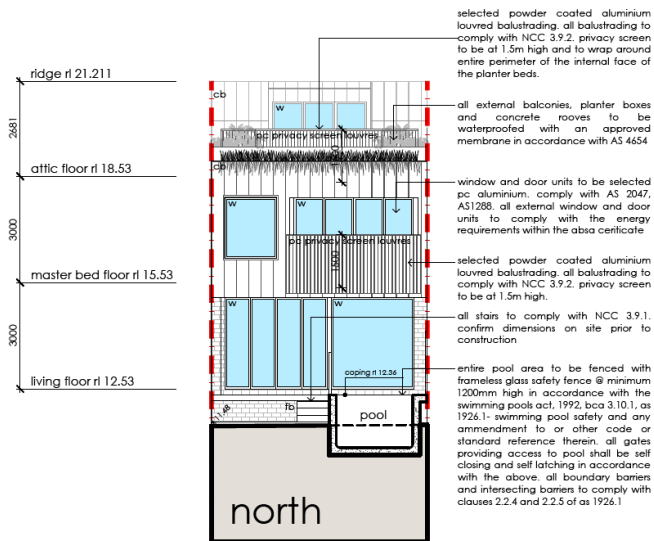 selected powder coated aluminium
louvred balustrading. all balustrading to
comply with NCC 3.9.2. privacy screen
to be at 1.5m high and to wrap around
entire perimeter of the internal face of
the planter beds.
ridge rl 21.211
cb
w
pc privacy screen louvres
2681
all external balconies, planter boxes
and concrete rooves to be
waterproofed with an approved
membrane in accordance with AS 4654
cb
attic floor rl 18.53
window and door units to be selected
pc aluminium. comply with AS 2047,
AS1288. all external window and door
units to comply with the energy
requirements within the absa cerificate
w
w
3000
pc privacy screen louvres
selected powder coated aluminium
louvred balustrading. all balustrading to
comply with NCC 3.9.2. privacy screen
to be at 1.5m high.
master bed floor rl 15.53
w
w
3000
all stairs to comply with NCC 3.9.1.
confirm dimensions on site prior to
construction
coping rl 12.36
living floor rl 12.53
entire pool area to be fenced with
frameless glass safety fence @ minimum
1200mm high in accordance with the
swimming pools act, 1992, bca 3.10.1, as
1926.1- swimming pool safety and any
ammendment to or other code or
standard reference therein. all gates
providing access to pool shall be self
closing and self latching in accordance
with the above. all boundary barriers
and intersecting barriers to comply with
clauses 2.2.4 and 2.2.5 of as 1926.1
11.48
fb
pool
north